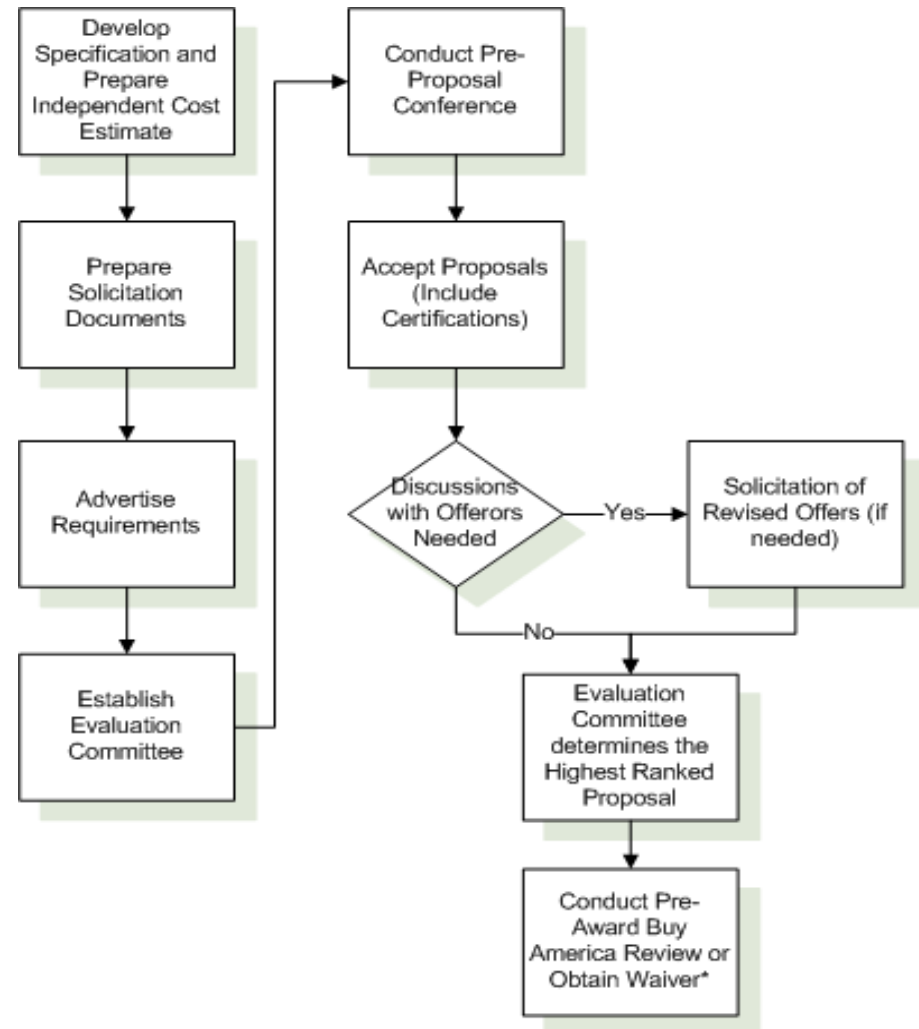 Develop
Specification and
Prepare
Independent Cost
Estimate
Prepare
Solicitation
Documents
Advertise
Requirements
Establish
Evaluation
Committee
Conduct Pre-
Proposal
Conference
Accept Proposals
(Include
Certifications)
Discussions
with Offerors
Needed
Yes
Solicitation of
Revised Offers (if
needed)
No
Evaluation
Committee
determines the
Highest Ranked
Proposal
Conduct Pre-
Award Buy
America Review or
Obtain Waiver*